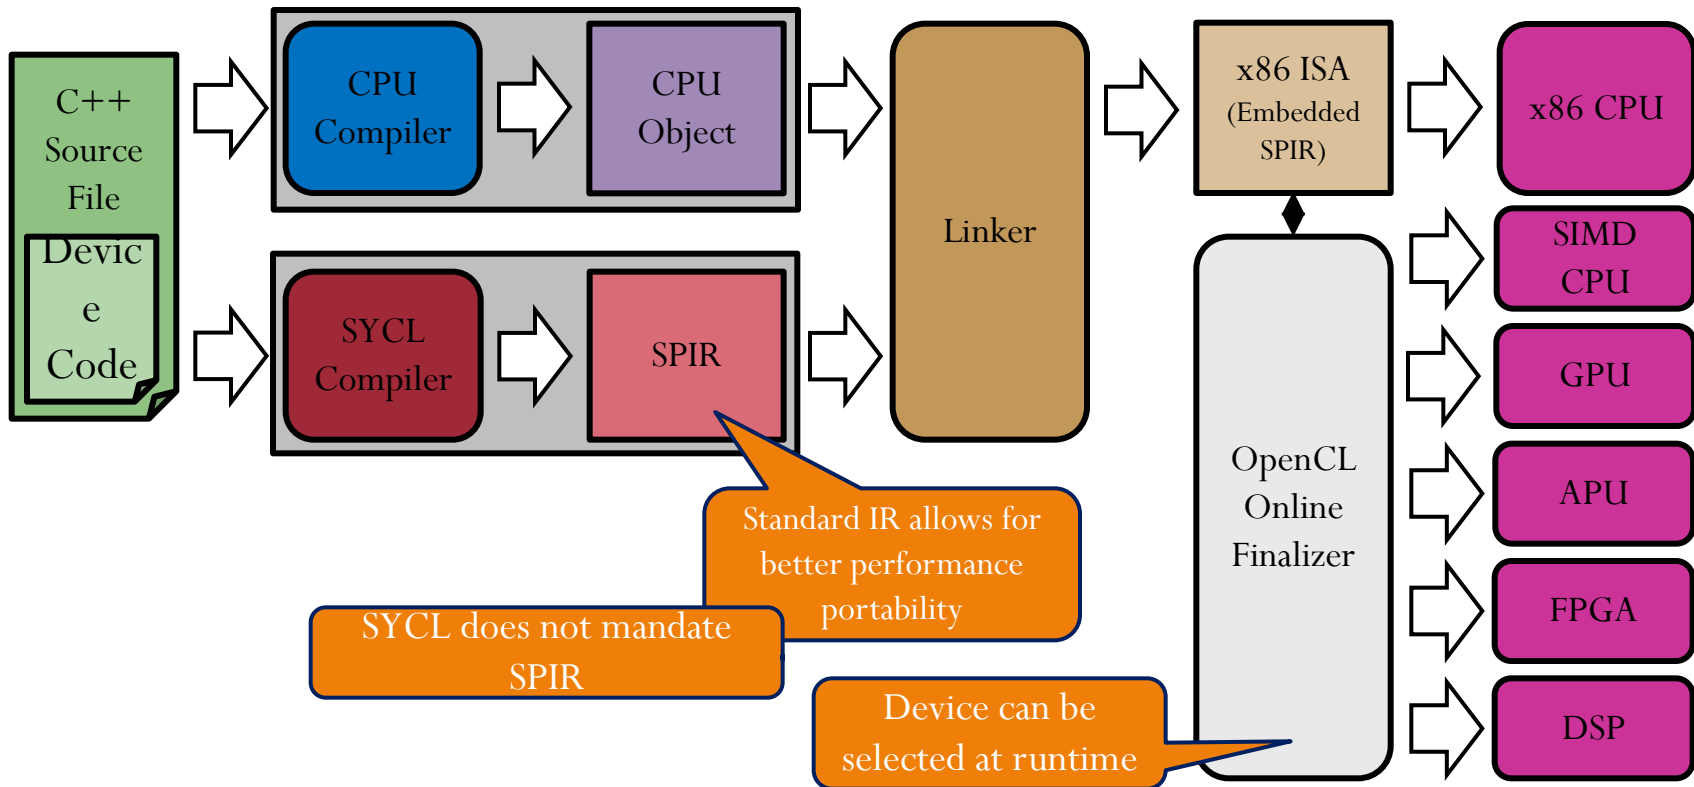 C++
Source
File
Devic
e
Code
CPU
Compiler
CPU
Object
SYCL
Compiler
SPIR
Linker
x86 ISA
(Embedded
SPIR)
OpenCL
Online
Finalizer
x86 CPU
SIMD
CPU
GPU
APU
FPGA
DSP
Standard IR allows for
better performance
portability
SYCL does not mandate
SPIR
Device can be
selected at runtime